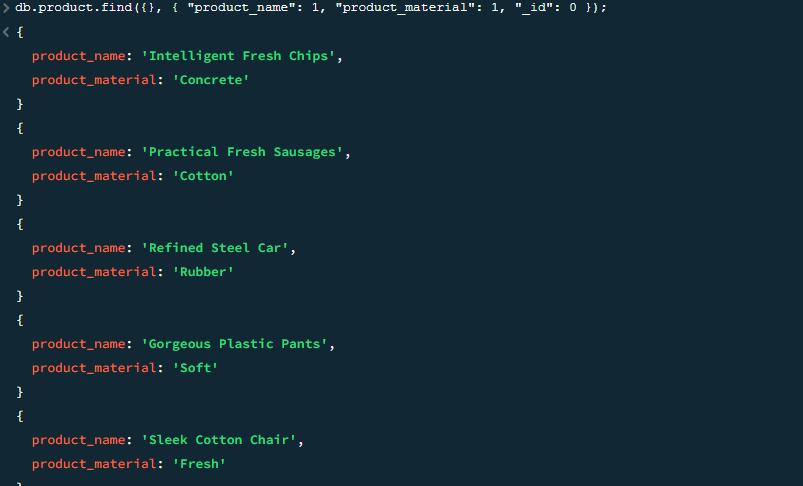 > db.product.find({}, { "product_name": 1, "product_material": 1, "_id": 0 });
< {
product_name: 'Intelligent Fresh Chips',
product_material: 'Concrete'
}
{
product_name: 'Practical Fresh Sausages',
product_material: 'Cotton'
}
{
product_name: 'Refined Steel Car',
product_material: 'Rubber'
}
{
product_name: 'Gorgeous Plastic Pants',
product_material: 'Soft'
}
{
product_name: 'Sleek Cotton Chair',
product_material: 'Fresh'
}